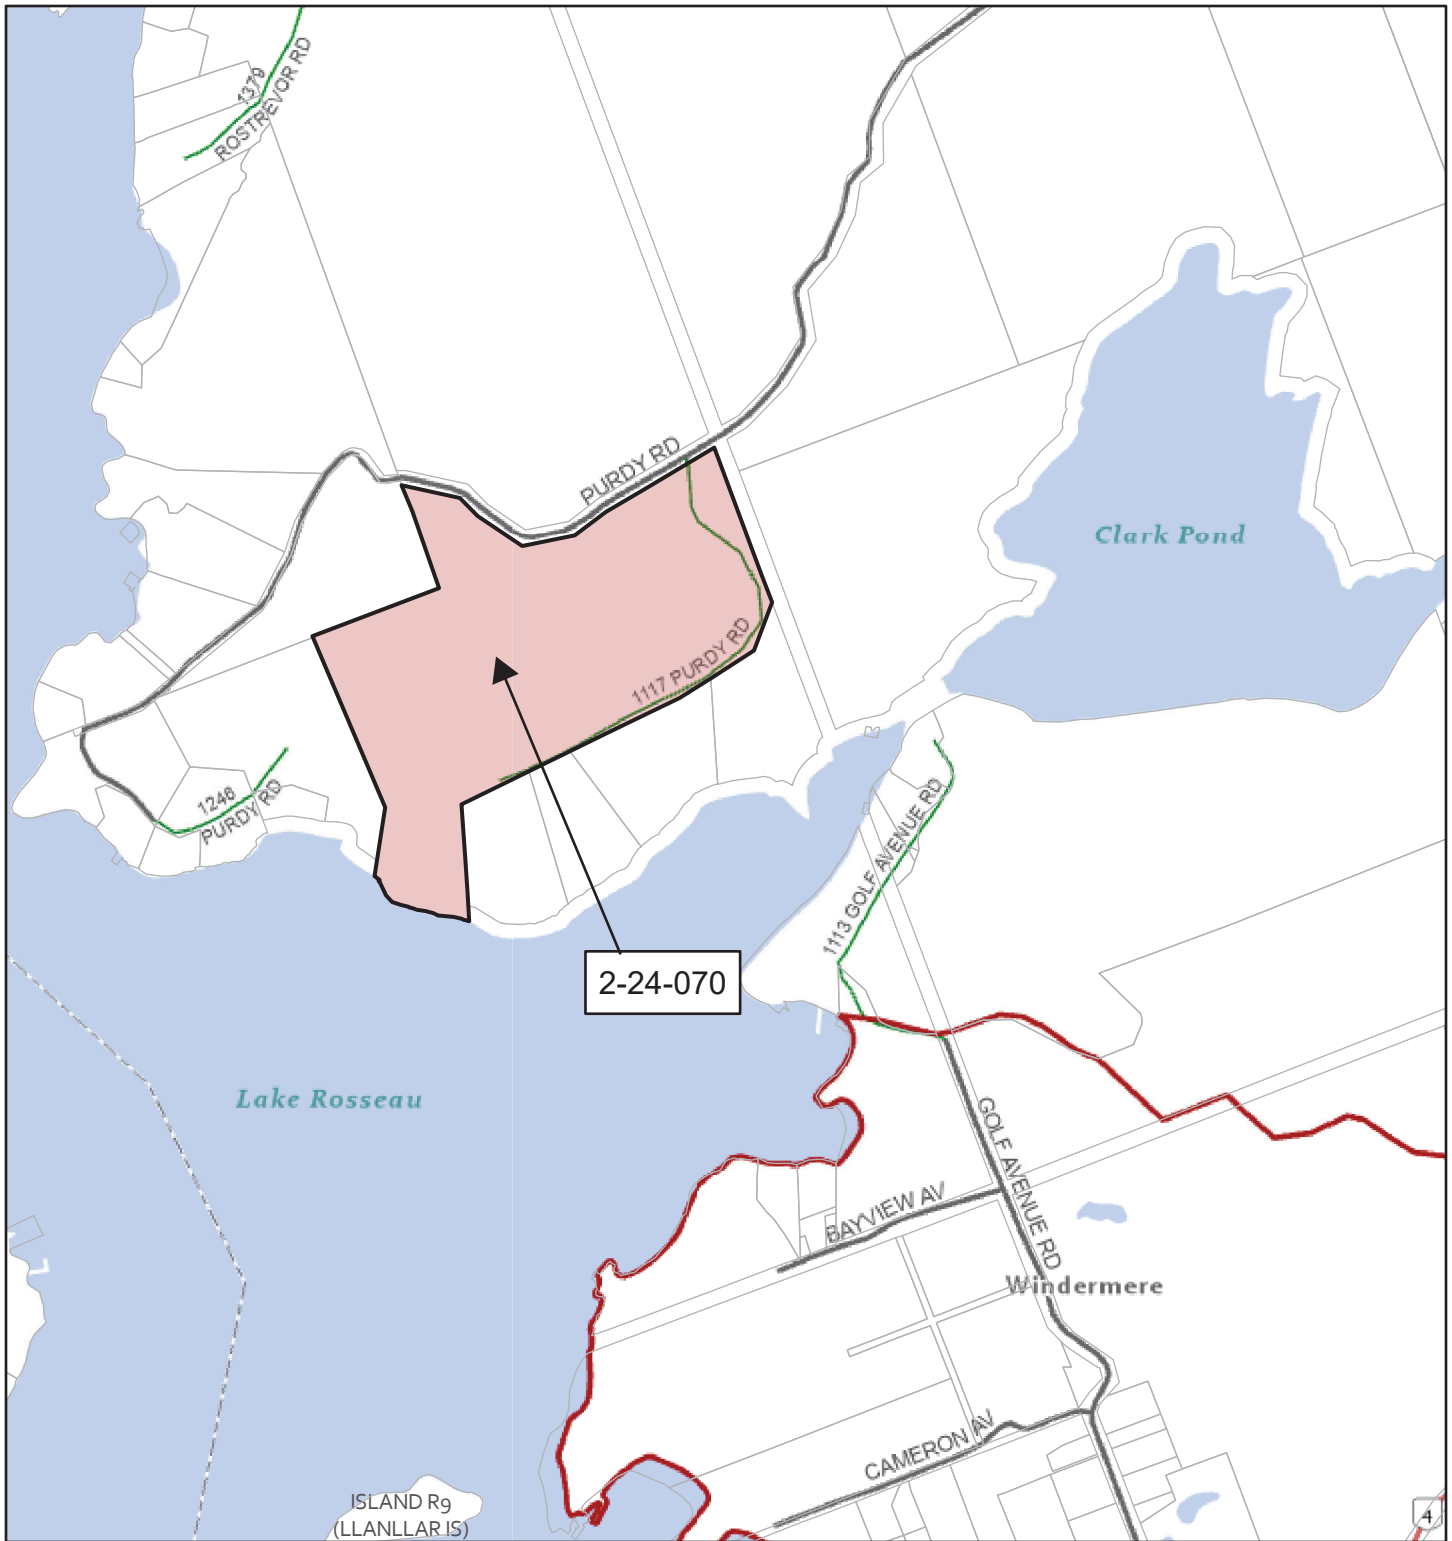 1379
ROSTREVOR RD
PURDY RD
Clark Pond
1117 PURDY RD
1246
PURDY RD
1113 GOLF AVENUE RD
2-24-070
Lake Rosseau
GOLF AVENUE RD
BAYVIEW AV
Windermere
CAMERON AV
ISLAND R9
(LLANLLAR IS)
4